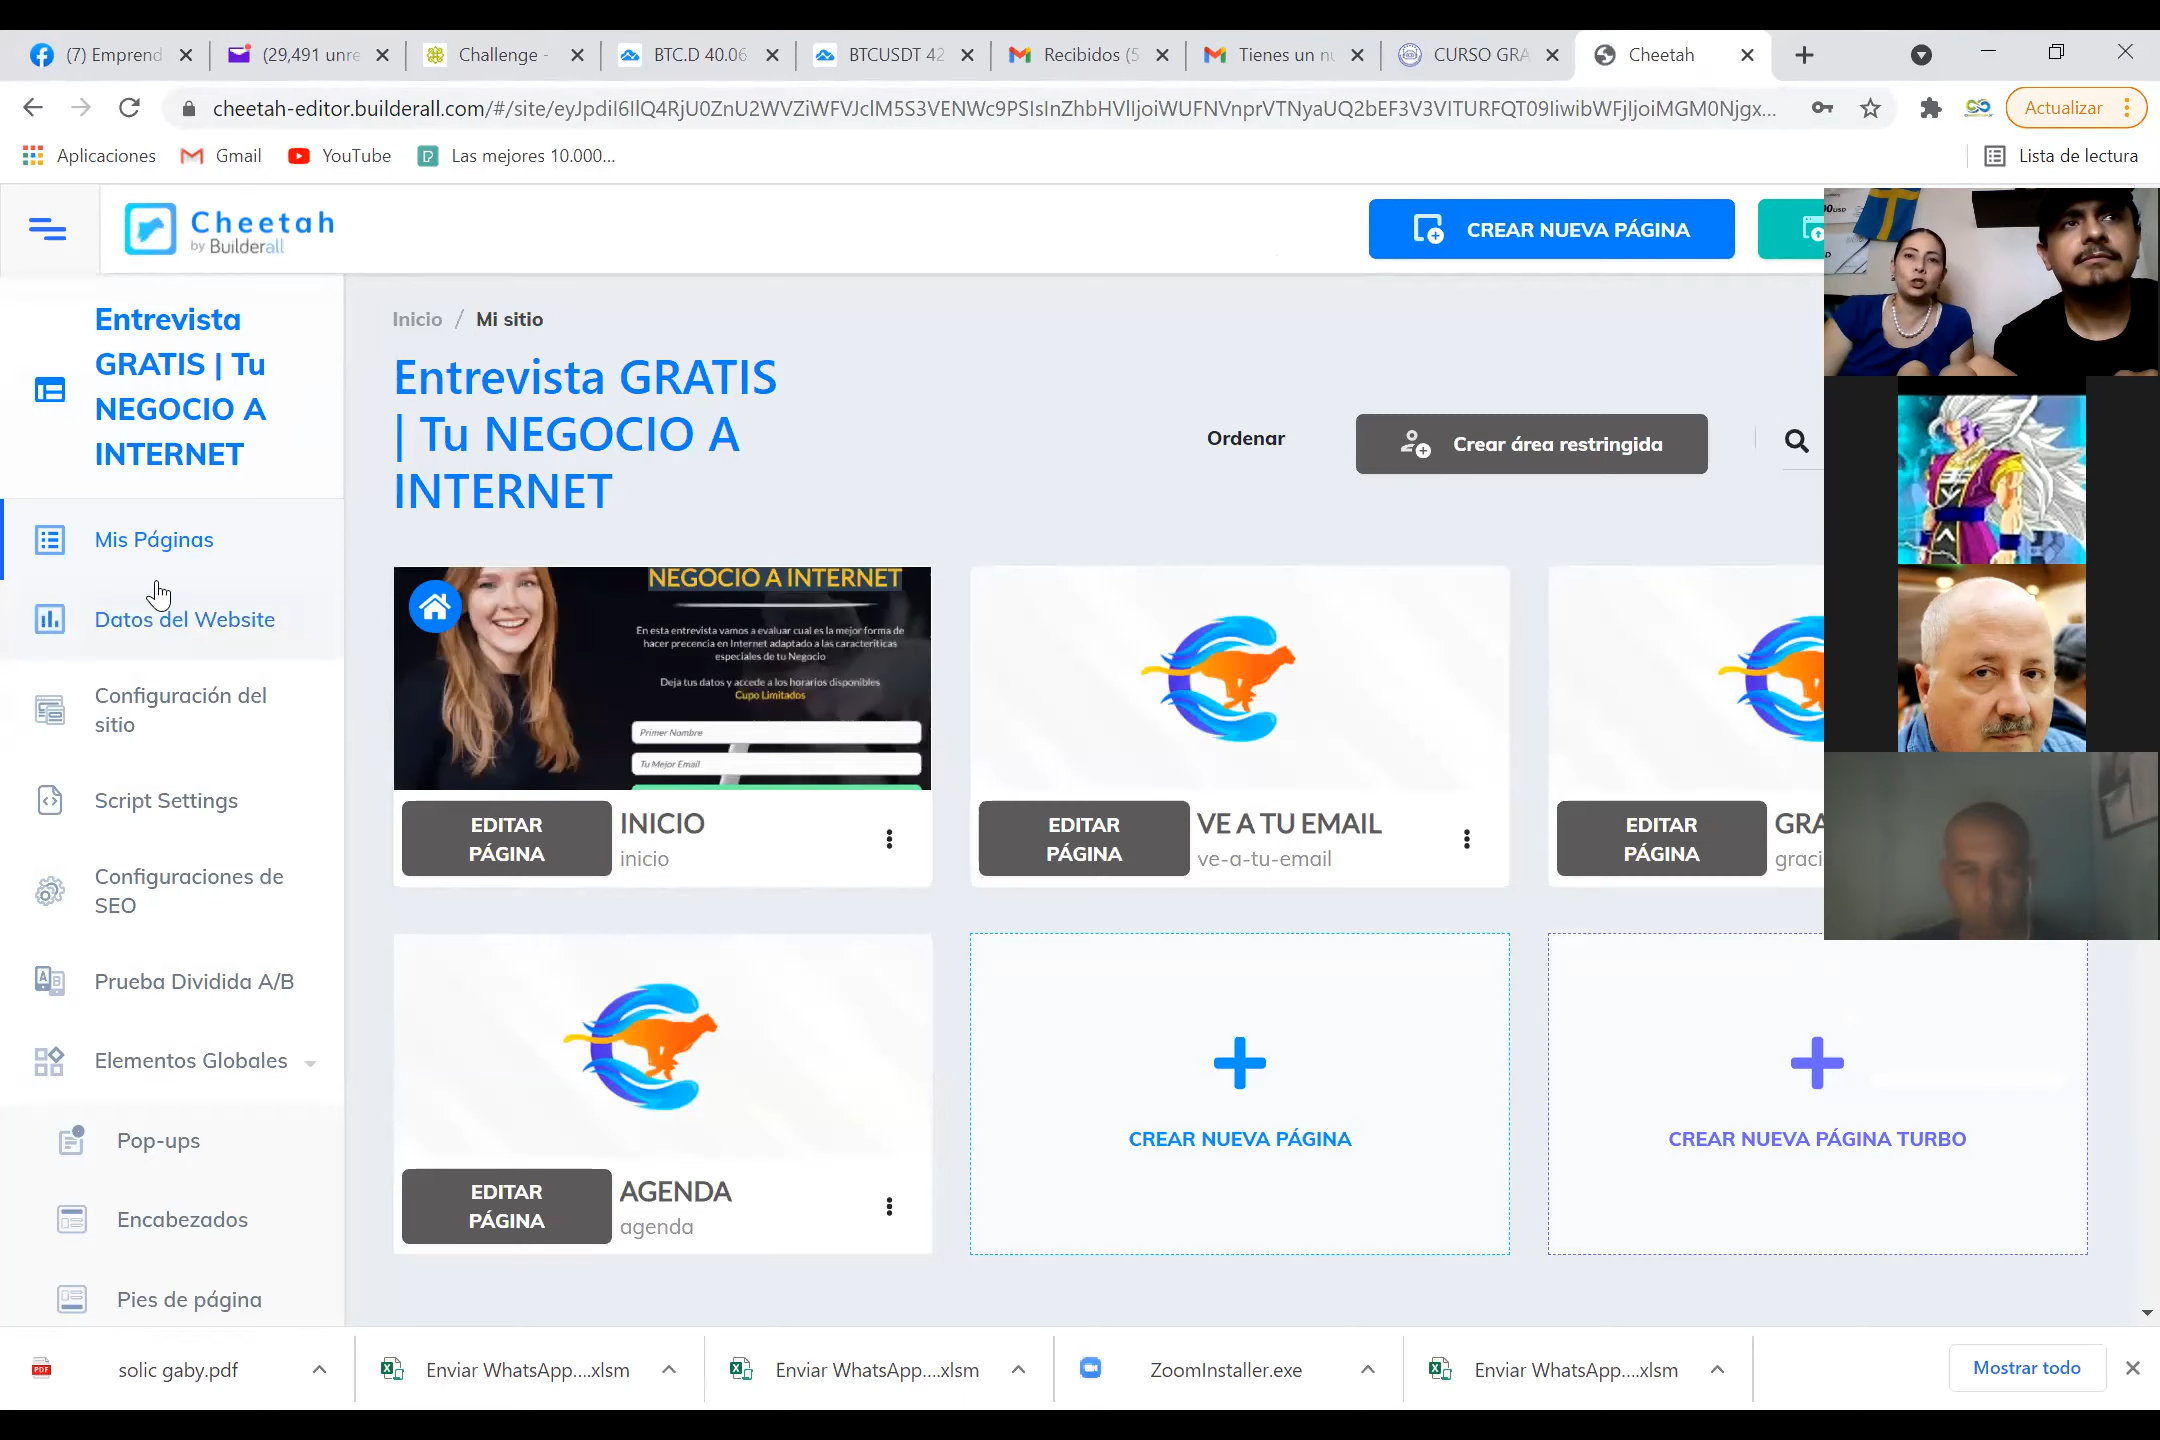 (7) Emprend
(29,491 unre
Challenge -
BTC.D 40.06
BTCUSDT 42
Recibidos (5
Tienes un nu
CURSO GRA
Cheetah
cheetah-editor.builderall.com/#/site/
Actualizar
Aplicaciones
Gmail
YouTube
Las mejores 10.000...
Lista de lectura
Cheetah
by Builderall
CREAR NUEVA PÁGINA
Entrevista
GRATIS | Tu
NEGOCIO A
INTERNET
Mis Páginas
Datos del Website
Configuración del
sitio
Script Settings
Configuraciones de
SEO
Prueba Dividida A/B
Elementos Globales
Pop-ups
Encabezados
Pies de página
Inicio / Mi sitio
Entrevista GRATIS
| Tu NEGOCIO A
INTERNET
Ordenar
Crear área restringida
NEGOCIO A INTERNET
En esta entrevista vamos a evaluar cual es la mejor forma de
hacer precencia en Internet adaptado a las caracteríticas
especiales de tu Negocio
Deja tus datos y accede a los horarios disponibles
Cupo Limitados
Primer Nombre
Tu Mejor Email
EDITAR
PÁGINA
INICIO
inicio
EDITAR
PÁGINA
VE A TU EMAIL
ve-a-tu-email
EDITAR
PÁGINA
GRA
graci
EDITAR
PÁGINA
AGENDA
agenda
CREAR NUEVA PÁGINA
CREAR NUEVA PÁGINA TURBO
solic gaby.pdf
Enviar WhatsApp....xlsm
Enviar WhatsApp....xlsm
ZoomInstaller.exe
Enviar WhatsApp....xlsm
Mostrar todo